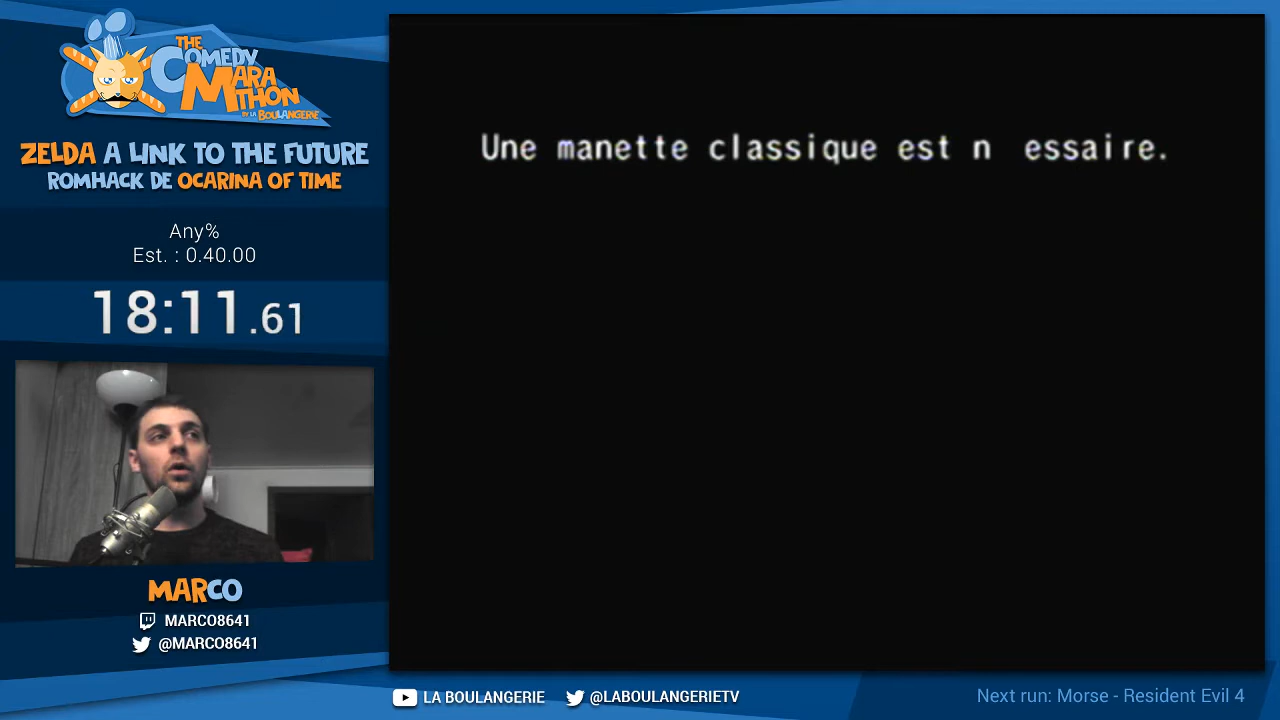 THE
COMEDY
MARA
THON
BY LA BOULANGERIE
ZELDA A LINK TO THE FUTURE
ROMHACK DE OCARINA OF TIME
Any%
Est. : 0.40.00
18:11.61
MARCO
MARCO8641
@MARCO8641
Une manette classique est n  essaire.
LA BOULANGERIE
@LABOULANGERIETV
Next run: Morse - Resident Evil 4